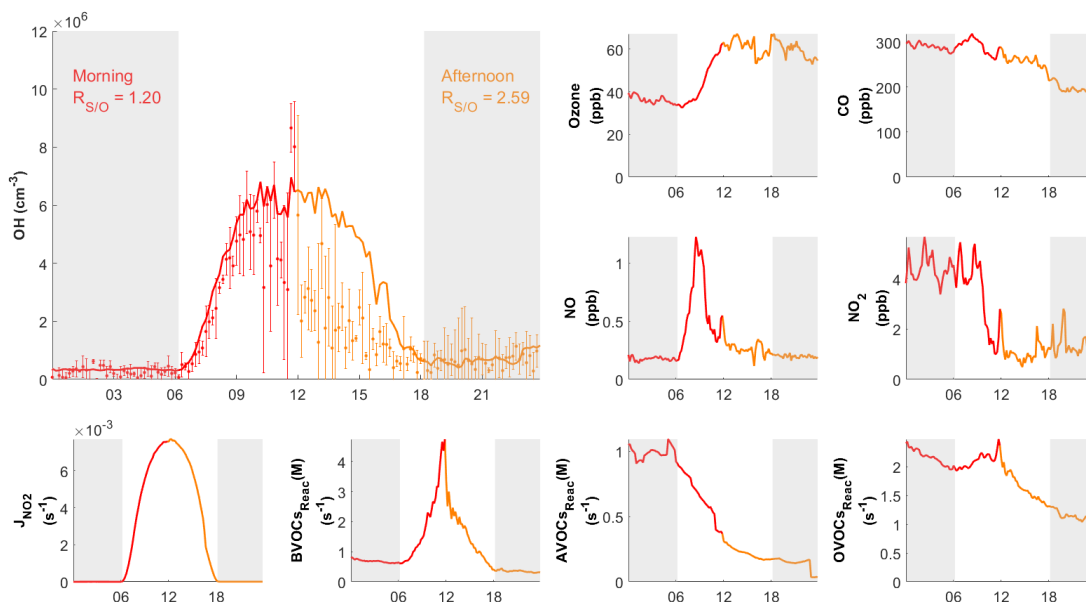 ×10⁶
12
10
8
6
4
2
0
OH (cm⁻³)
Morning
R_S/O = 1.20
Afternoon
R_S/O = 2.59
03 06 09 12 15 18 21
60
40
20
0
Ozone
(ppb)
06 12 18
300
200
100
0
CO
(ppb)
06 12 18
1
0.5
0
NO
(ppb)
06 12 18
4
2
0
NO₂
(ppb)
06 12 18
×10⁻³
6
4
2
0
J_NO2
(s⁻¹)
06 12 18
4
3
2
1
0
BVOCs_Reac(M)
(s⁻¹)
06 12 18
1
0.5
0
AVOCs_Reac(M)
(s⁻¹)
06 12 18
2
1.5
1
0.5
0
OVOCs_Reac(M)
(s⁻¹)
06 12 18